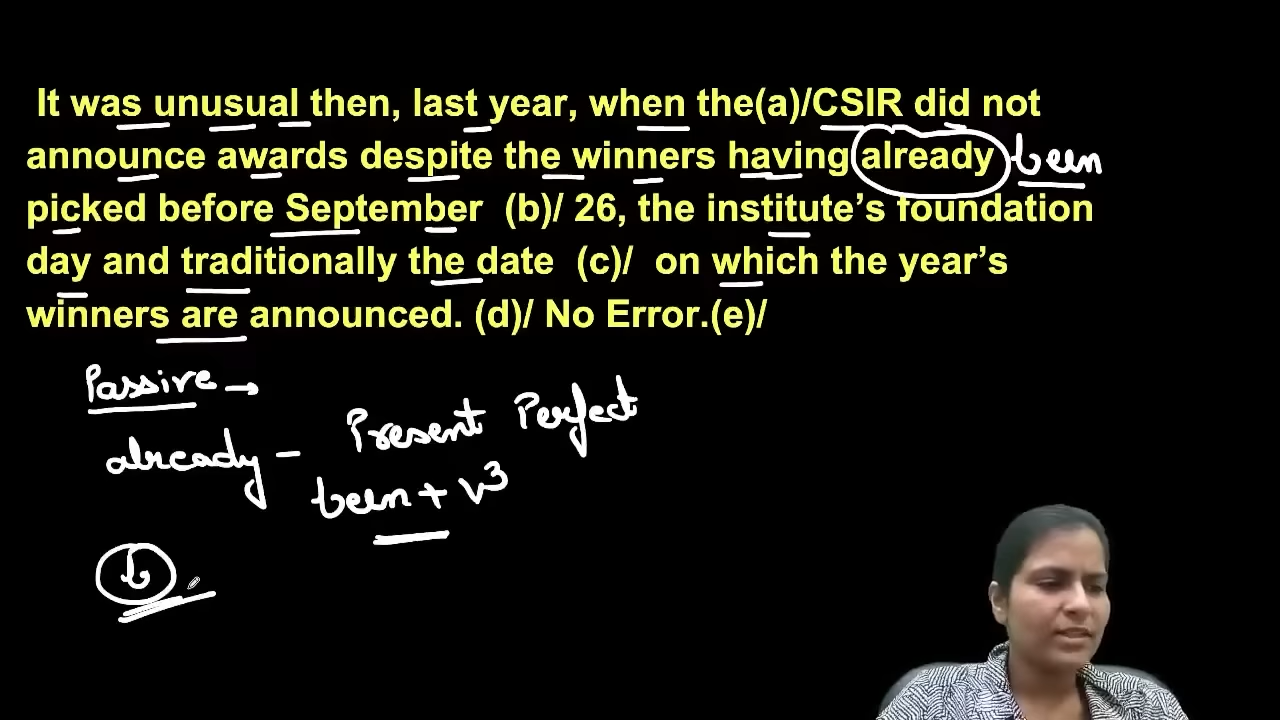 It was unusual then, last year, when the(a)/CSIR did not
announce awards despite the winners having already been
picked before September (b)/ 26, the institute's foundation
day and traditionally the date (c)/ on which the year's
winners are announced. (d)/ No Error.(e)/
Passive →
already - Present Perfect
been + V3
b